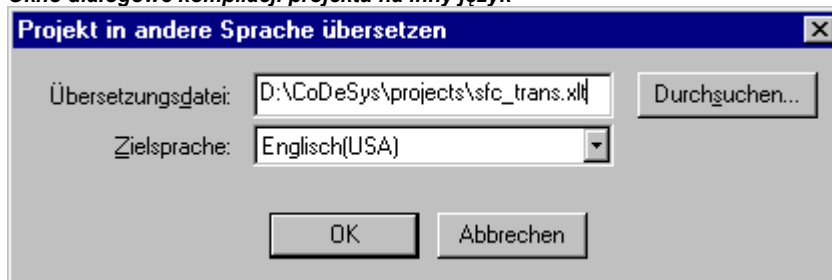 Okno dialogowe kompilacji projektu na inny język
Projekt in andere Sprache übersetzen
Übersetzungsdatei: D:\CoDeSys\projects\sfc_trans.xlt Durchsuchen...
Zielsprache: Englisch(USA)
OK Abbrechen